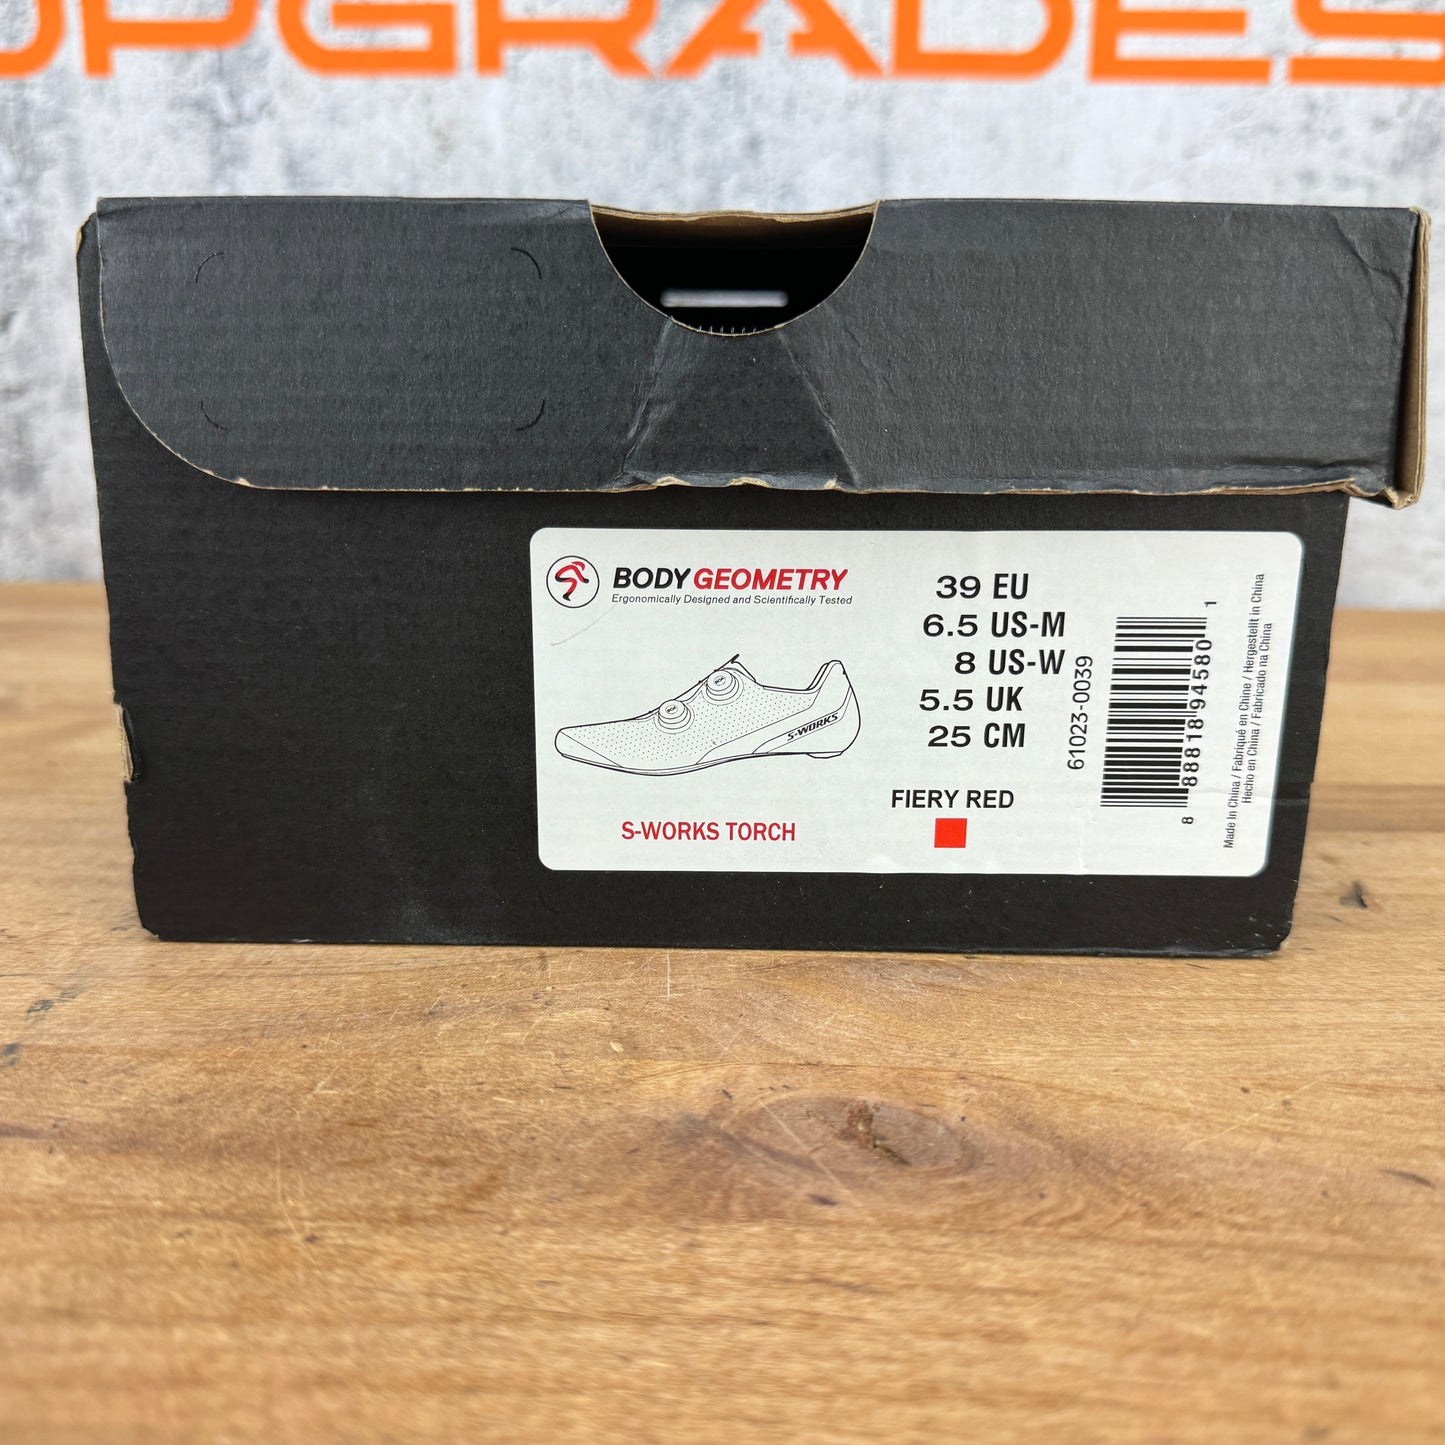 UPGRADES
BODY GEOMETRY
Ergonomically Designed and Scientifically Tested
S-WORKS
S-WORKS TORCH
39 EU
6.5 US-M
8 US-W
5.5 UK
25 CM
FIERY RED
61023-0039
8 88818 94580 1
Made in China / Fabriqué en Chine / Hergestellt in China
Hecho en China / Fabricado na China